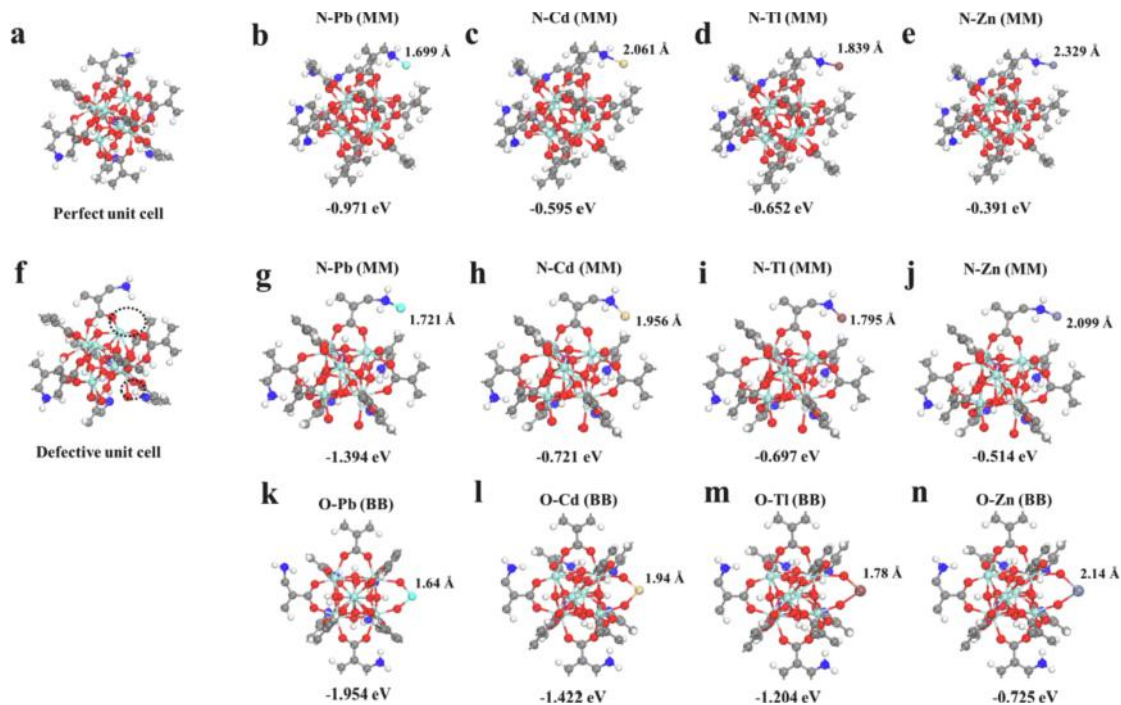 a
b
N-Pb (MM)
1.699 Å
c
N-Cd (MM)
2.061 Å
d
N-Tl (MM)
1.839 Å
e
N-Zn (MM)
2.329 Å
Perfect unit cell
-0.971 eV
-0.595 eV
-0.652 eV
-0.391 eV
f
g
N-Pb (MM)
1.721 Å
h
N-Cd (MM)
1.956 Å
i
N-Tl (MM)
1.795 Å
j
N-Zn (MM)
2.099 Å
Defective unit cell
-1.394 eV
-0.721 eV
-0.697 eV
-0.514 eV
k
O-Pb (BB)
1.64 Å
l
O-Cd (BB)
1.94 Å
m
O-Tl (BB)
1.78 Å
n
O-Zn (BB)
2.14 Å
-1.954 eV
-1.422 eV
-1.204 eV
-0.725 eV